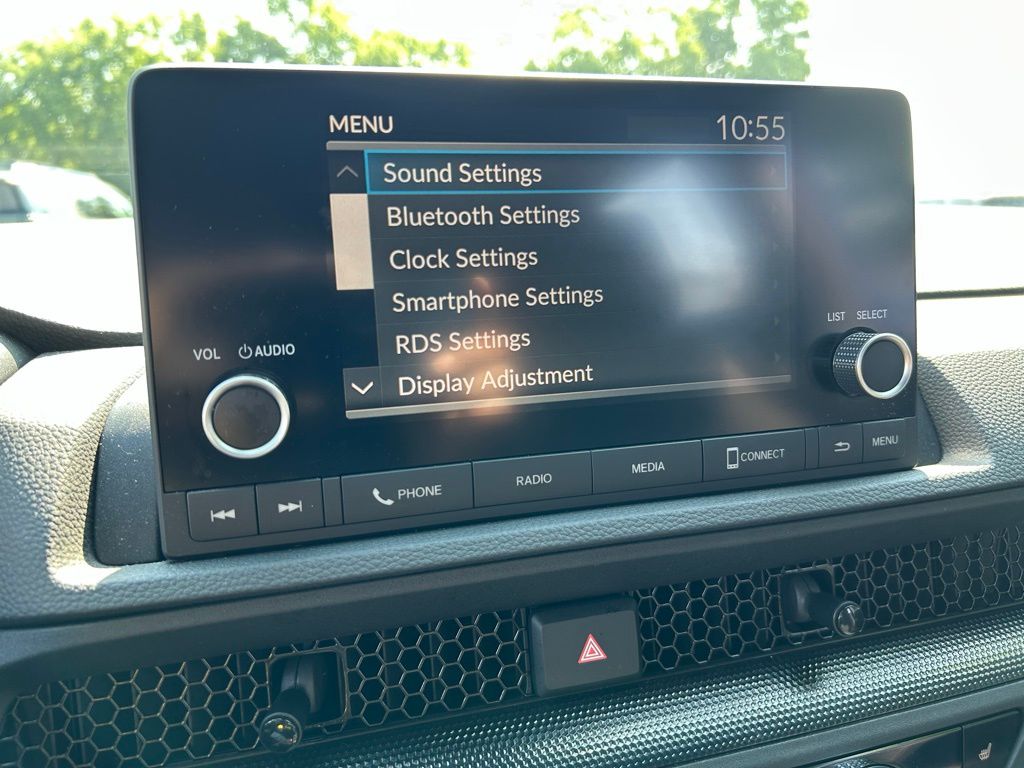 MENU 10:55
Sound Settings
Bluetooth Settings
Clock Settings
Smartphone Settings
RDS Settings
Display Adjustment
VOL AUDIO
LIST SELECT
PHONE RADIO MEDIA CONNECT MENU